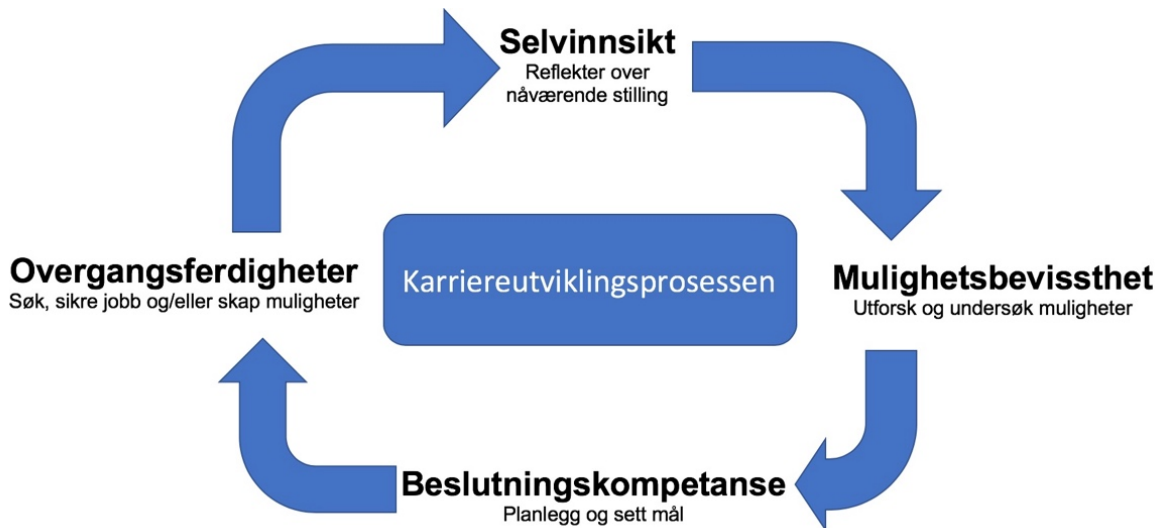 Selvinnsikt
Reflekter over
nåværende stilling
Overgangsferdigheter
Søk, sikre jobb og/eller skap muligheter
Karriereutviklingsprosessen
Mulighetsbevissthet
Utforsk og undersøk muligheter
Beslutningskompetanse
Planlegg og sett mål